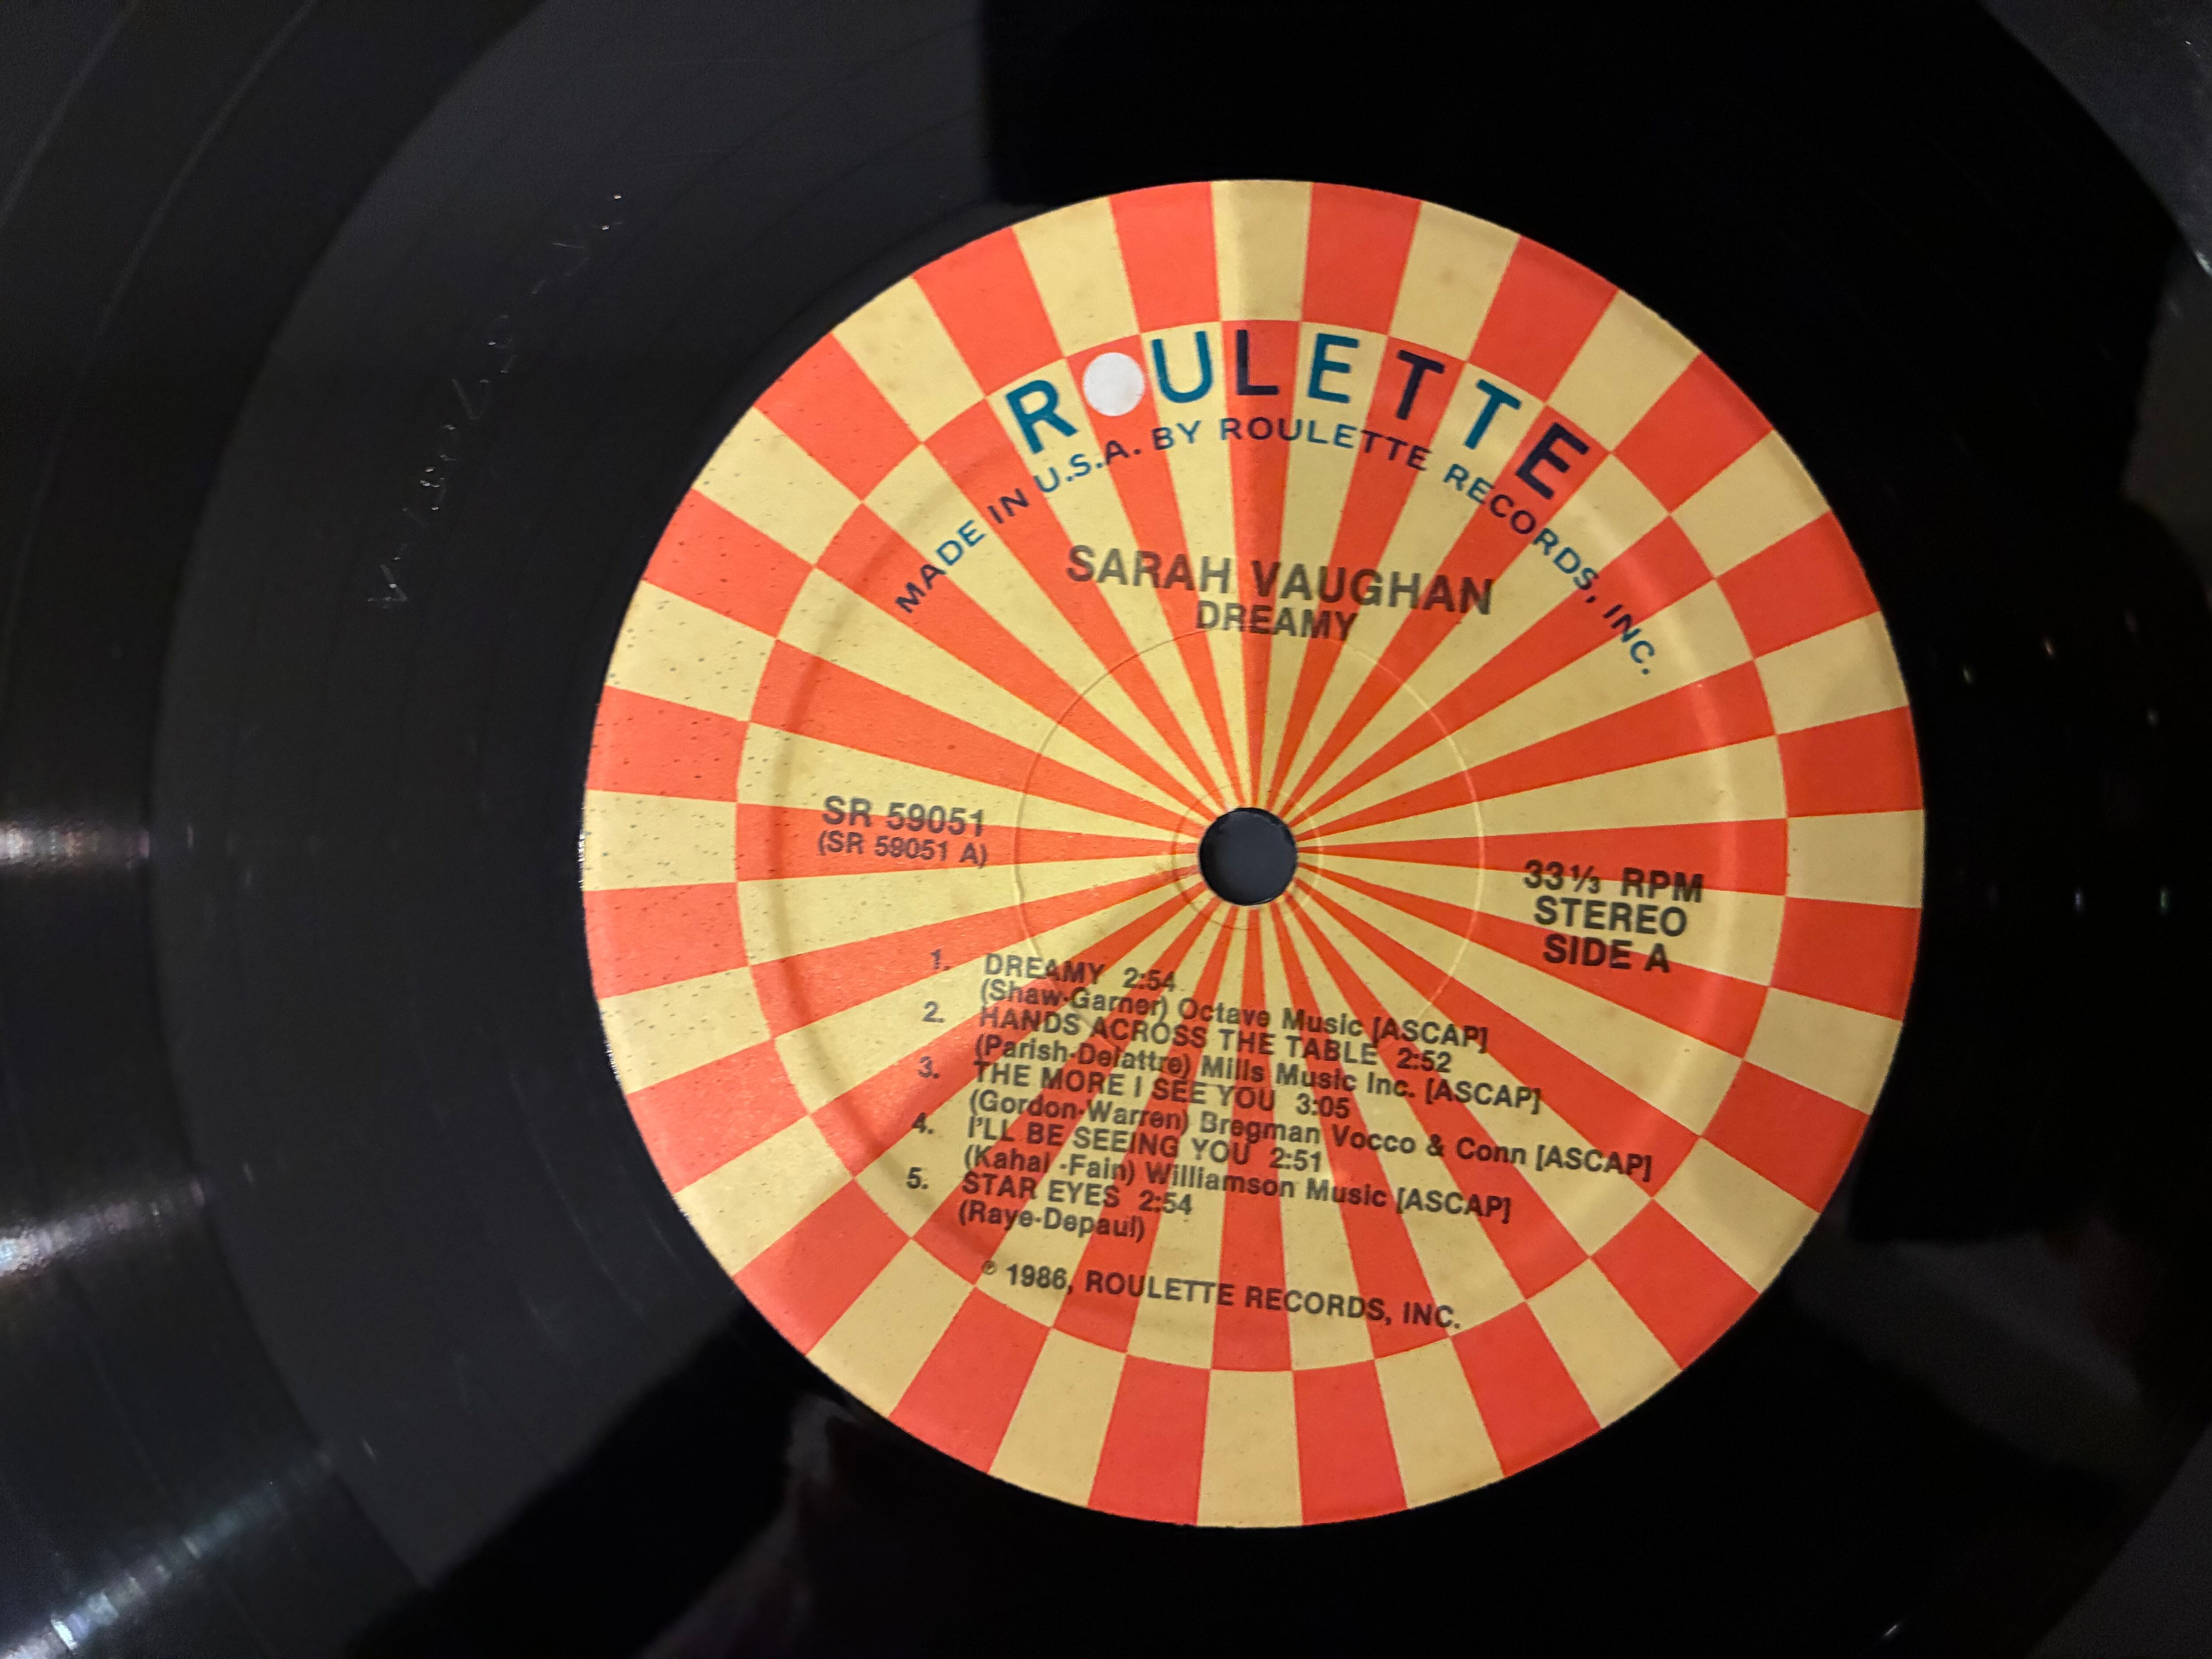 ROULETTE
MADE IN U.S.A. BY ROULETTE RECORDS, INC.
SARAH VAUGHAN
DREAMY
SR 59051
(SR 59051 A)
33⅓ RPM
STEREO
SIDE A
1. DREAMY 2:54
(Shaw-Garner) Octave Music [ASCAP]
2. HANDS ACROSS THE TABLE 2:52
(Parish-Delattre) Mills Music Inc. [ASCAP]
3. THE MORE I SEE YOU 3:05
(Gordon-Warren) Bregman Vocco & Conn [ASCAP]
4. I'LL BE SEEING YOU 2:51
(Kahal -Fain) Williamson Music [ASCAP]
5. STAR EYES 2:54
(Raye-Depaul)
℗ 1986, ROULETTE RECORDS, INC.